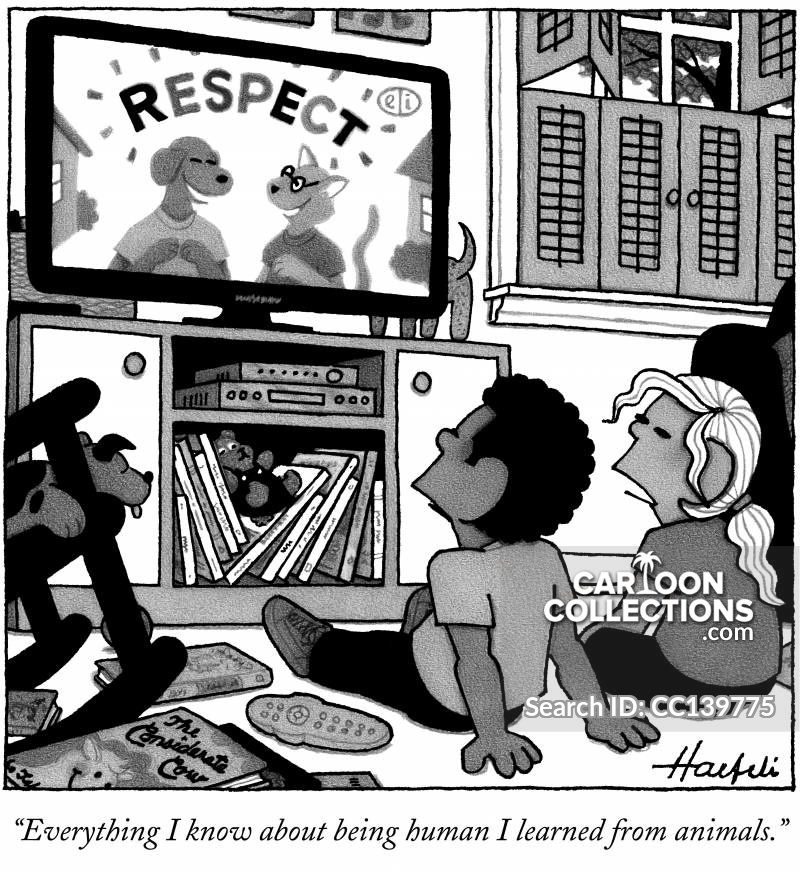 RESPECT
eti
The
Considerate
Cow
CARTOON
COLLECTIONS
.com
Search ID: CC139775
Haefeli
“Everything I know about being human I learned from animals.”